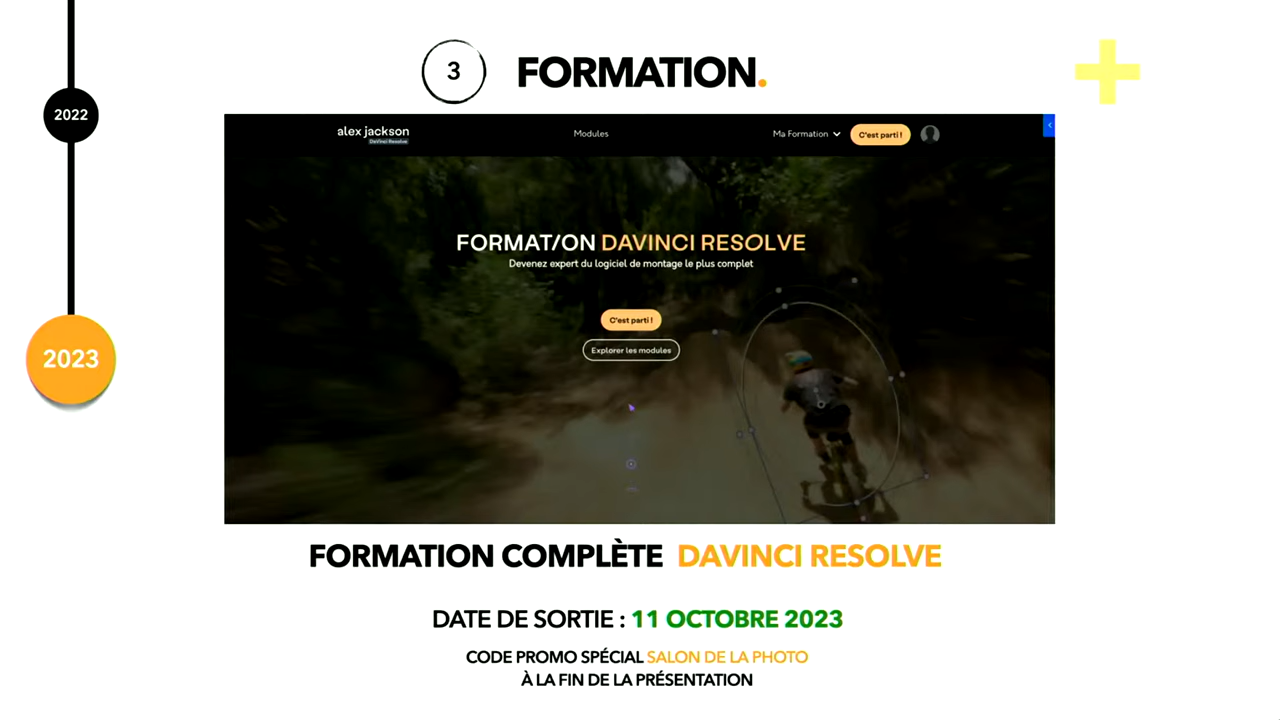 3 FORMATION.
2022
alex jackson
DaVinci Resolve
Modules
Ma Formation
C'est parti !
FORMAT/ON DAVINCI RESOLVE
Devenez expert du logiciel de montage le plus complet
C'est parti !
Explorer les modules
2023
FORMATION COMPLÈTE DAVINCI RESOLVE
DATE DE SORTIE : 11 OCTOBRE 2023
CODE PROMO SPÉCIAL SALON DE LA PHOTO
À LA FIN DE LA PRÉSENTATION